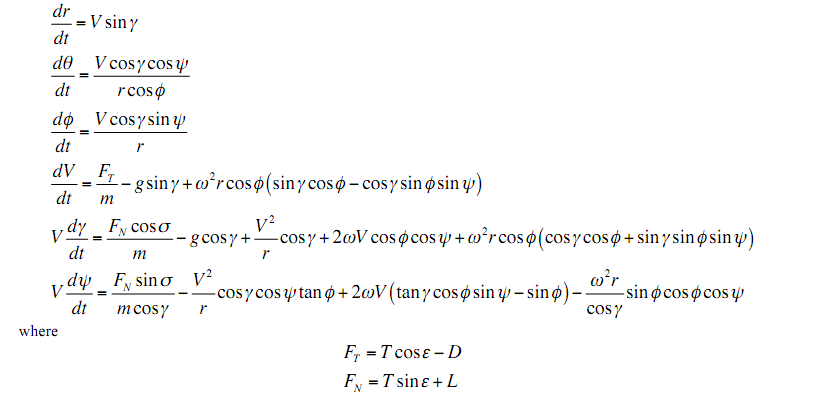 dr/dt = V sin γ
dθ/dt = V cos γ cos ψ / r cos ϕ
dϕ/dt = V cos γ sin ψ / r
dV/dt = F_T/m − g sin γ + ω² r cos ϕ (sin γ cos ϕ − cos γ sin ϕ sin ψ)
V dγ/dt = F_N cos σ/m − g cos γ + V²/r cos γ + 2ωV cos ϕ cos ψ + ω² r cos ϕ (cos γ cos ϕ + sin γ sin ϕ sin ψ)
V dψ/dt = F_N sin σ/m cos γ − V²/r cos γ cos ψ tan ϕ + 2ωV (tan γ cos ϕ sin ψ − sin ϕ) − ω² r/cos γ sin ϕ cos ϕ cos ψ
where
F_T = T cos ε − D
F_N = T sin ε + L